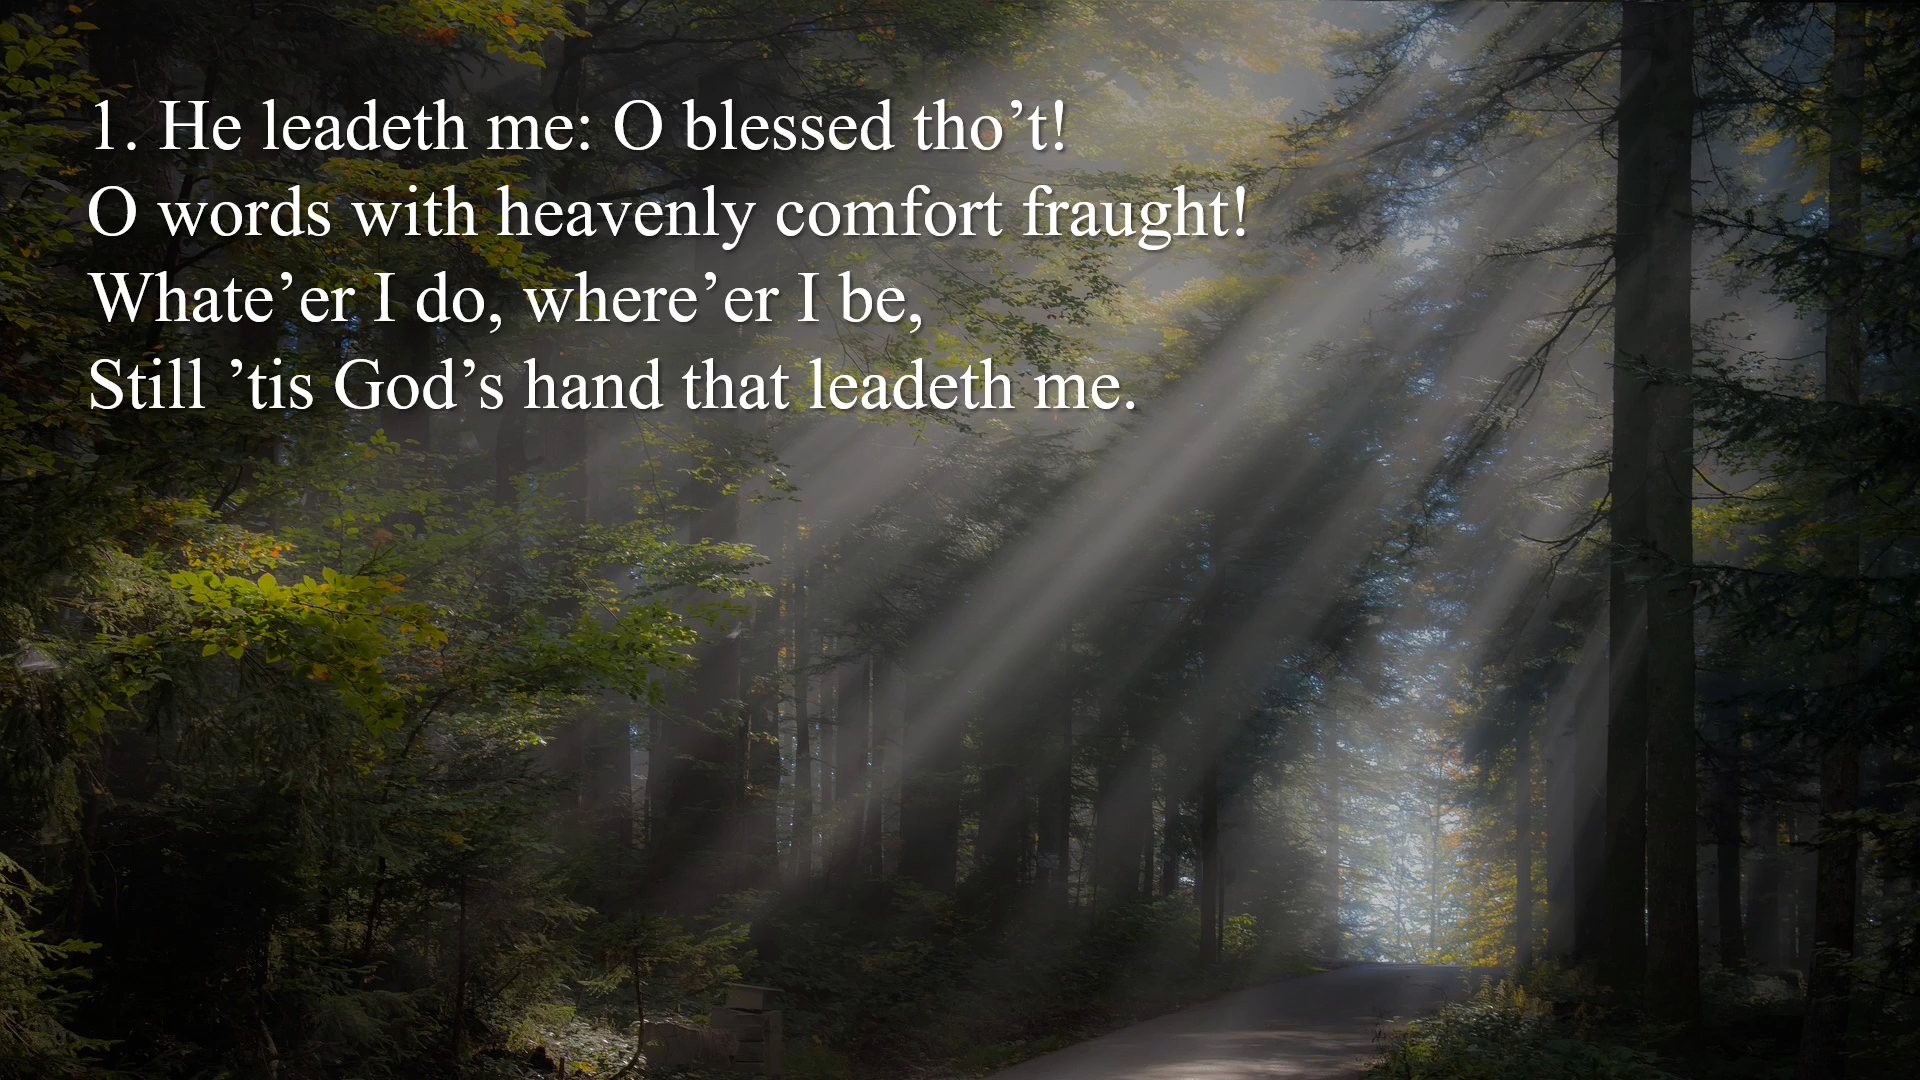 1. He leadeth me: O blessed tho’t!
O words with heavenly comfort fraught!
Whate’er I do, where’er I be,
Still ’tis God’s hand that leadeth me.